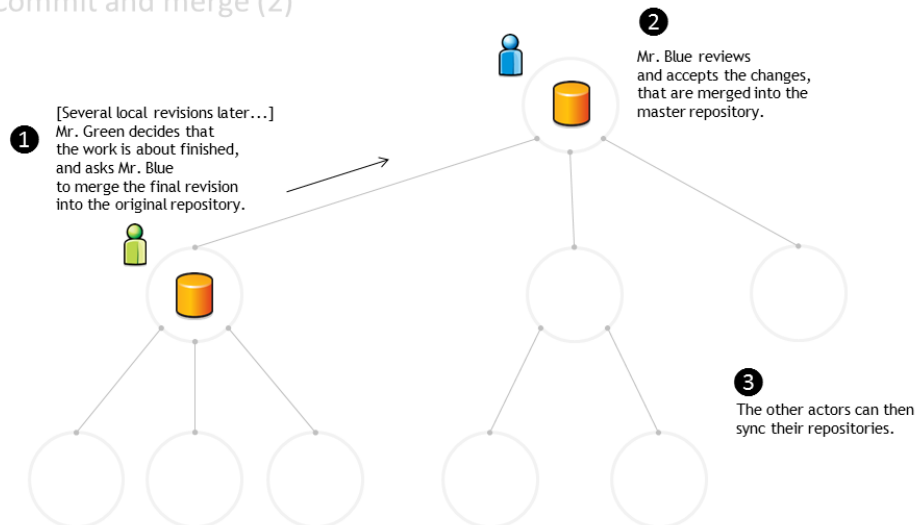 Commit and merge (2)
1
[Several local revisions later...]
Mr. Green decides that
the work is about finished,
and asks Mr. Blue
to merge the final revision
into the original repository.
2
Mr. Blue reviews
and accepts the changes,
that are merged into the
master repository.
3
The other actors can then
sync their repositories.